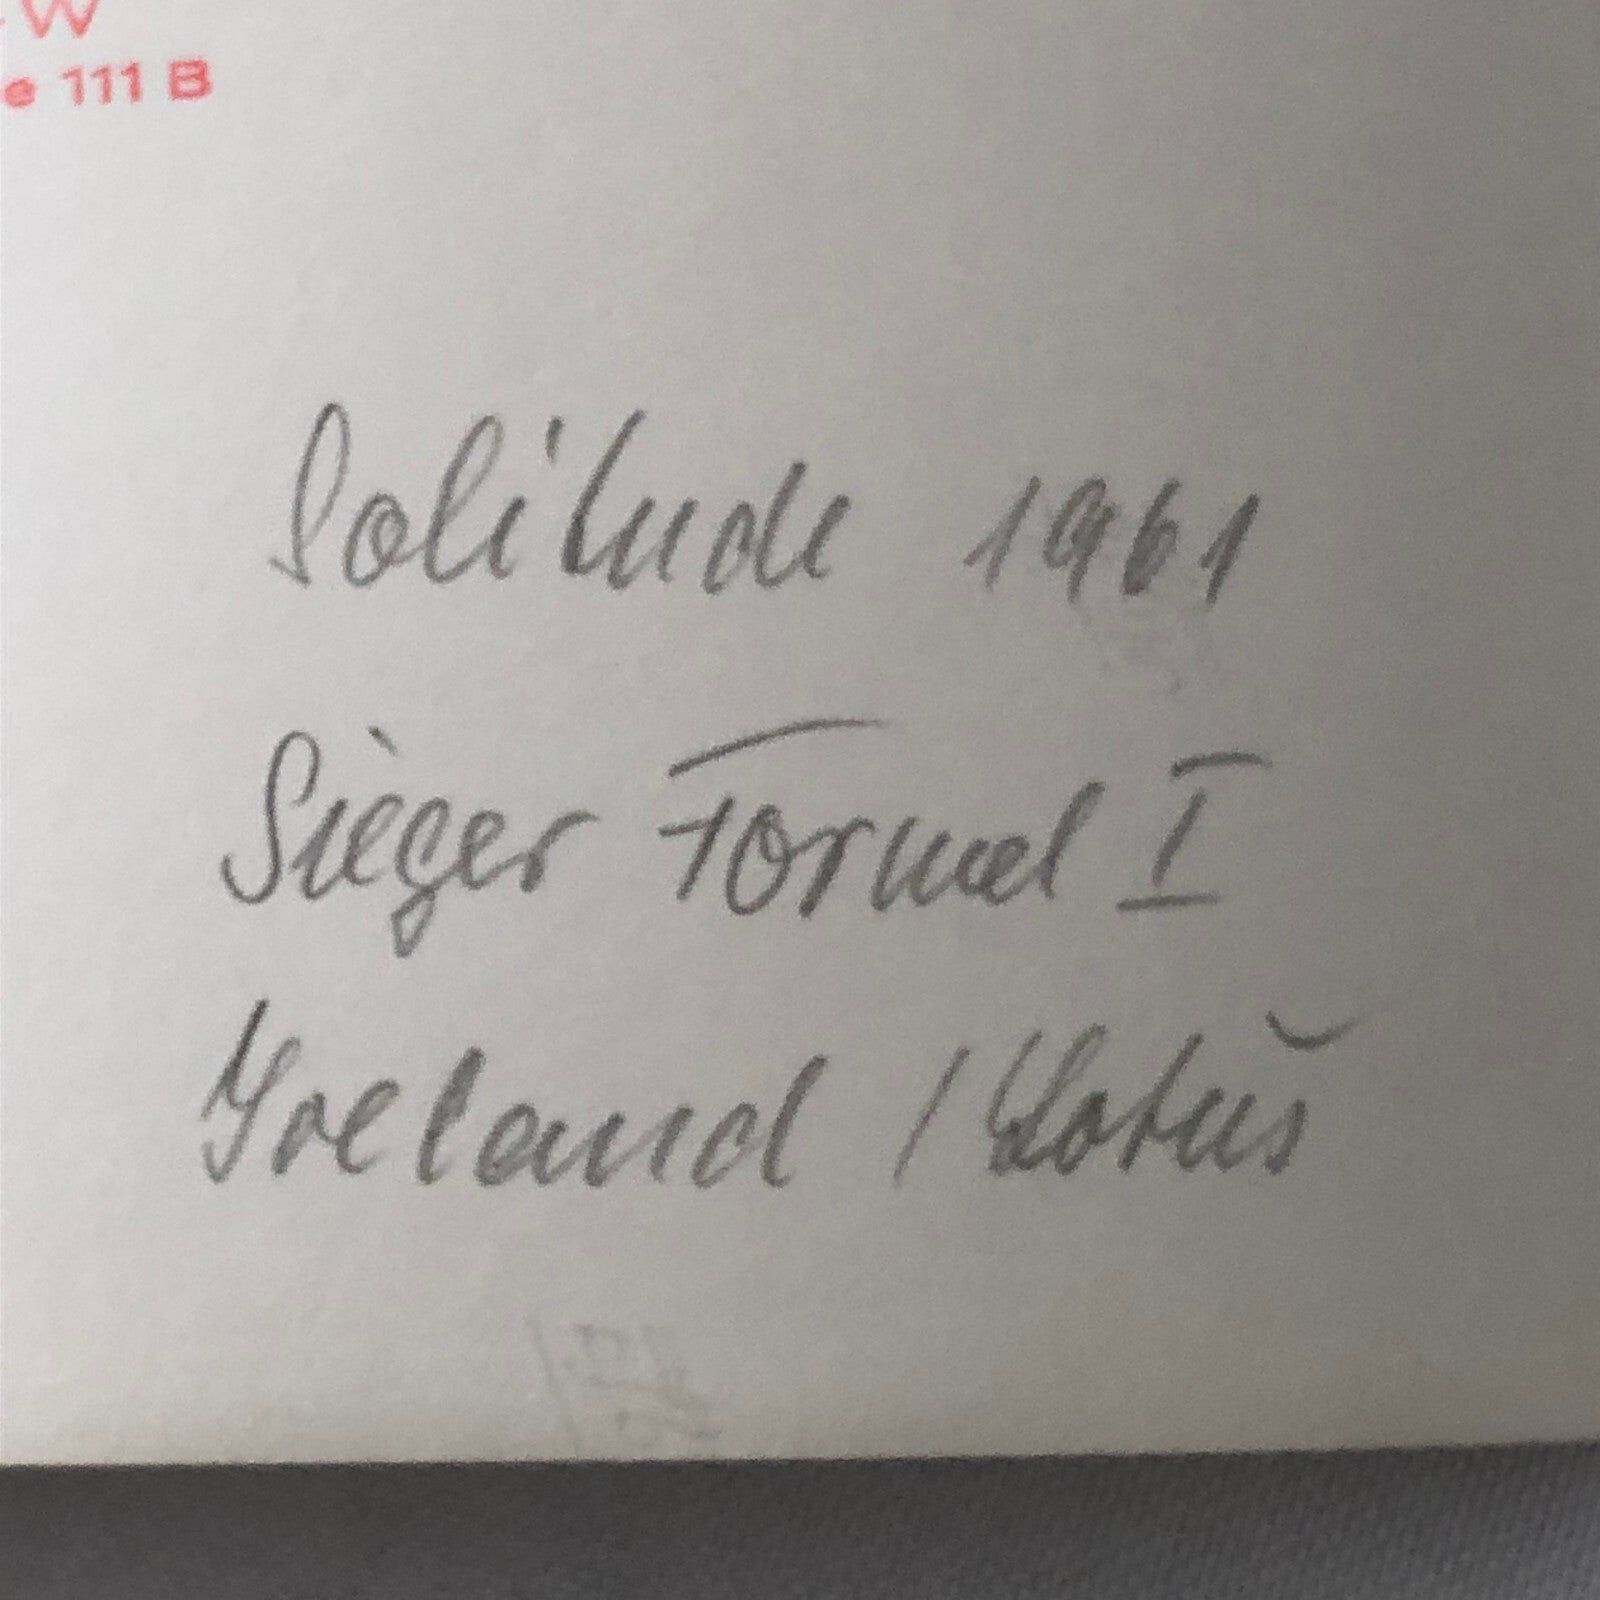 W
e 111 B
Solitude 1961
Sieger Formel I
Ireland / Lotus